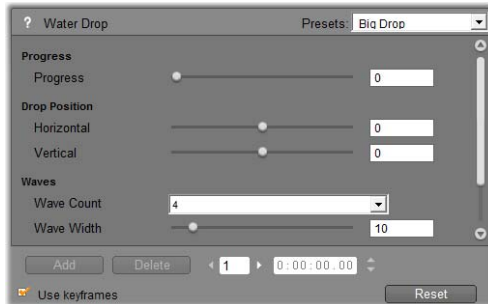 ? Water Drop Presets: Big Drop
Progress
Progress 0
Drop Position
Horizontal 0
Vertical 0
Waves
Wave Count 4
Wave Width 10
Add Delete 1 0:00:00.00
Use keyframes Reset